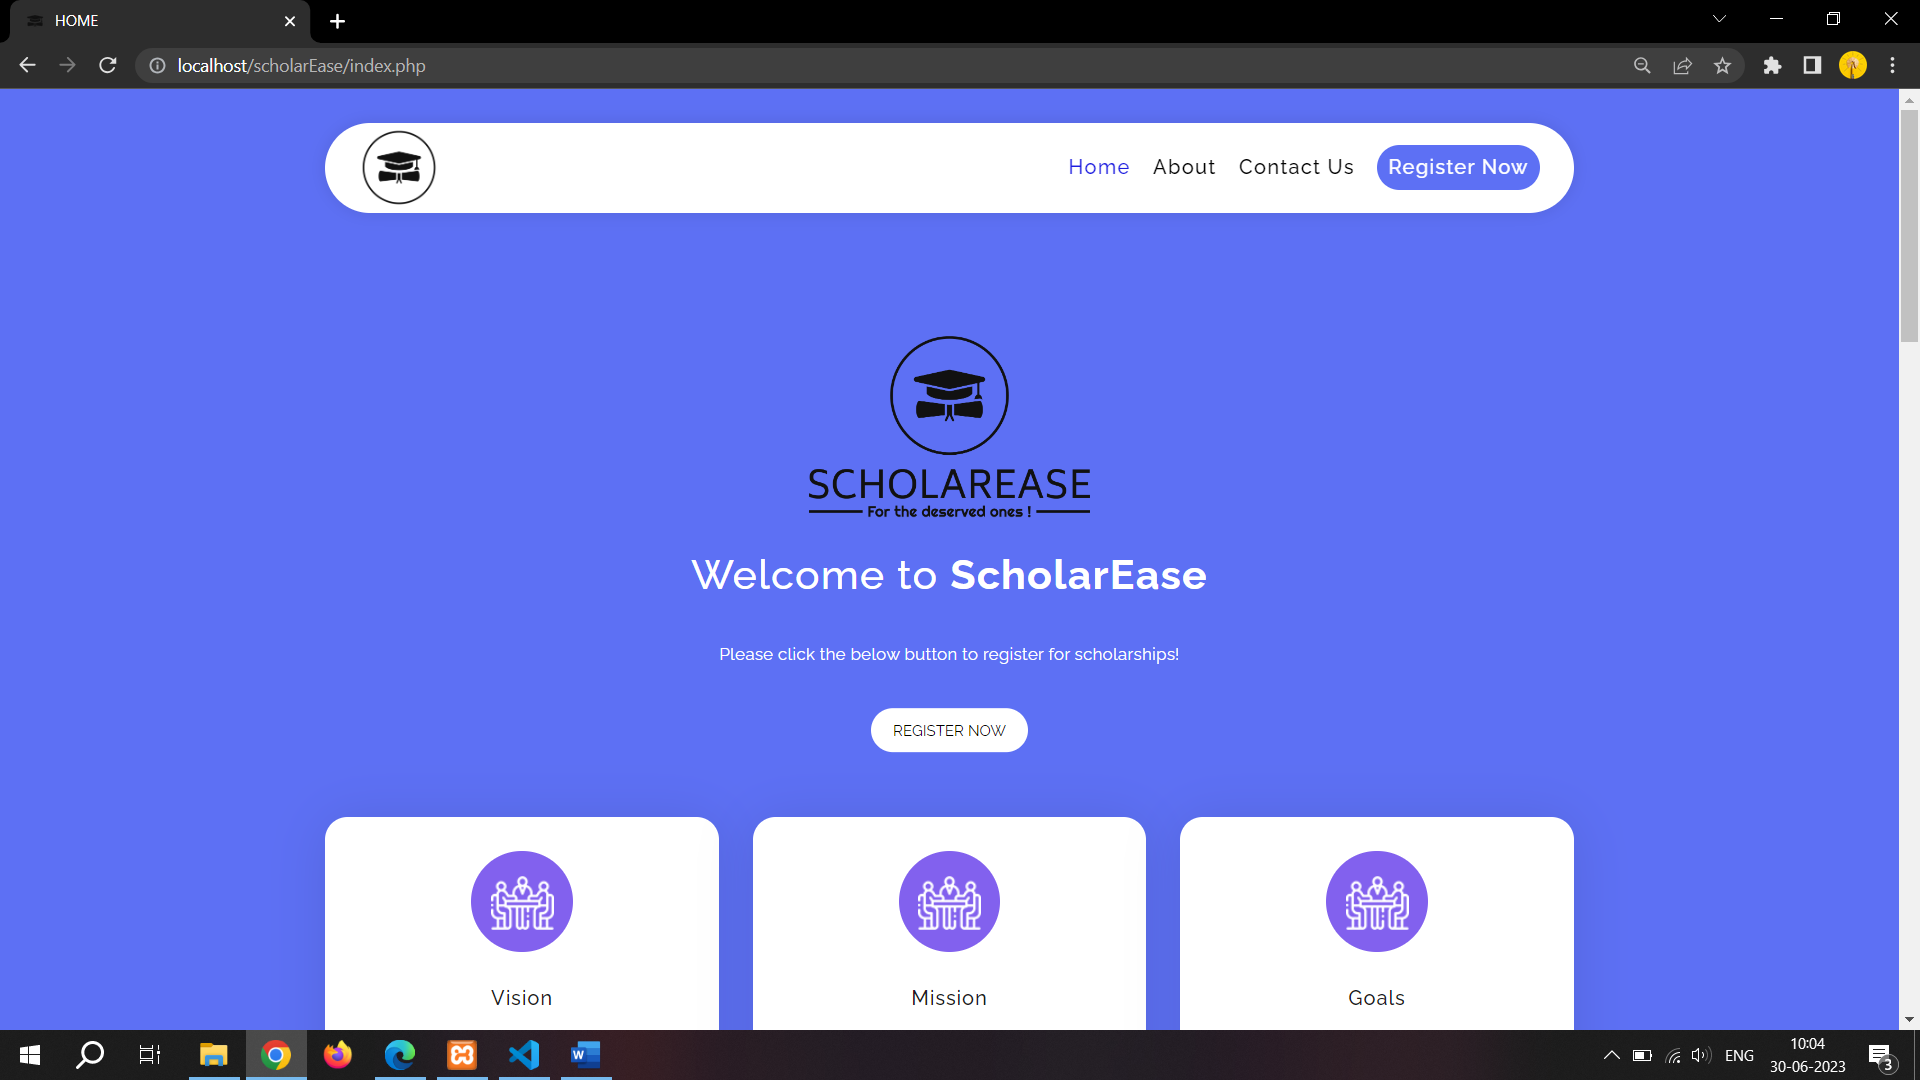 HOME
localhost/scholarEase/index.php
Home About Contact Us Register Now
SCHOLAREASE
For the deserved ones !
Welcome to ScholarEase
Please click the below button to register for scholarships!
REGISTER NOW
Vision Mission Goals
W ENG 10:04
30-06-2023 3